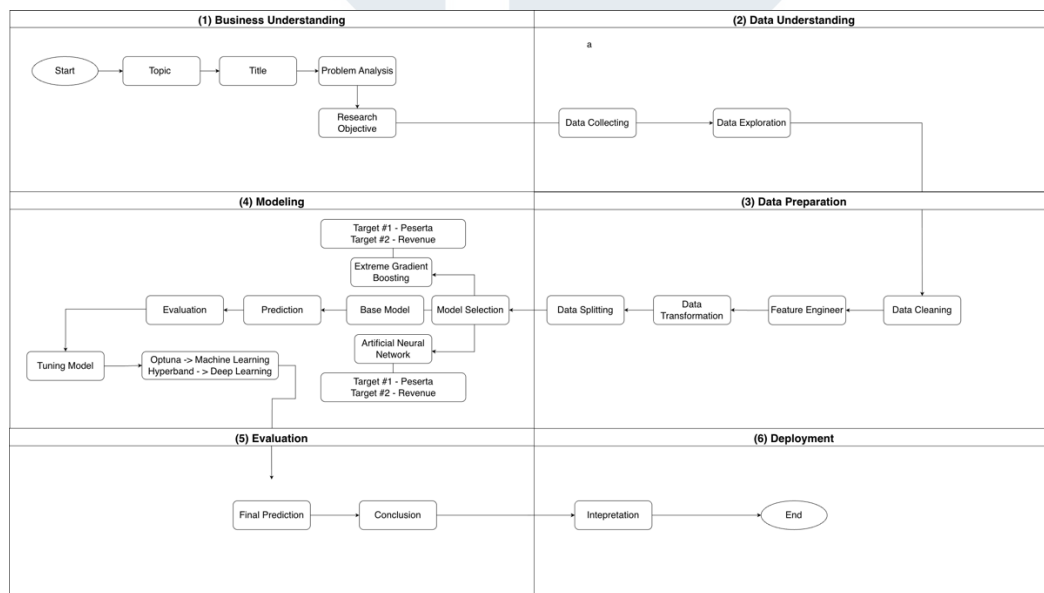 (1) Business Understanding
Start
Topic
Title
Problem Analysis
Research
Objective
(2) Data Understanding
a
Data Collecting
Data Exploration
(3) Data Preparation
Data Cleaning
Feature Engineer
Data
Transformation
Data Splitting
(4) Modeling
Target #1 - Peserta
Target #2 - Revenue
Extreme Gradient
Boosting
Model Selection
Base Model
Prediction
Evaluation
Artificial Neural
Network
Target #1 - Peserta
Target #2 - Revenue
Tuning Model
Optuna -> Machine Learning
Hyperband - > Deep Learning
(5) Evaluation
Final Prediction
Conclusion
(6) Deployment
Intepretation
End